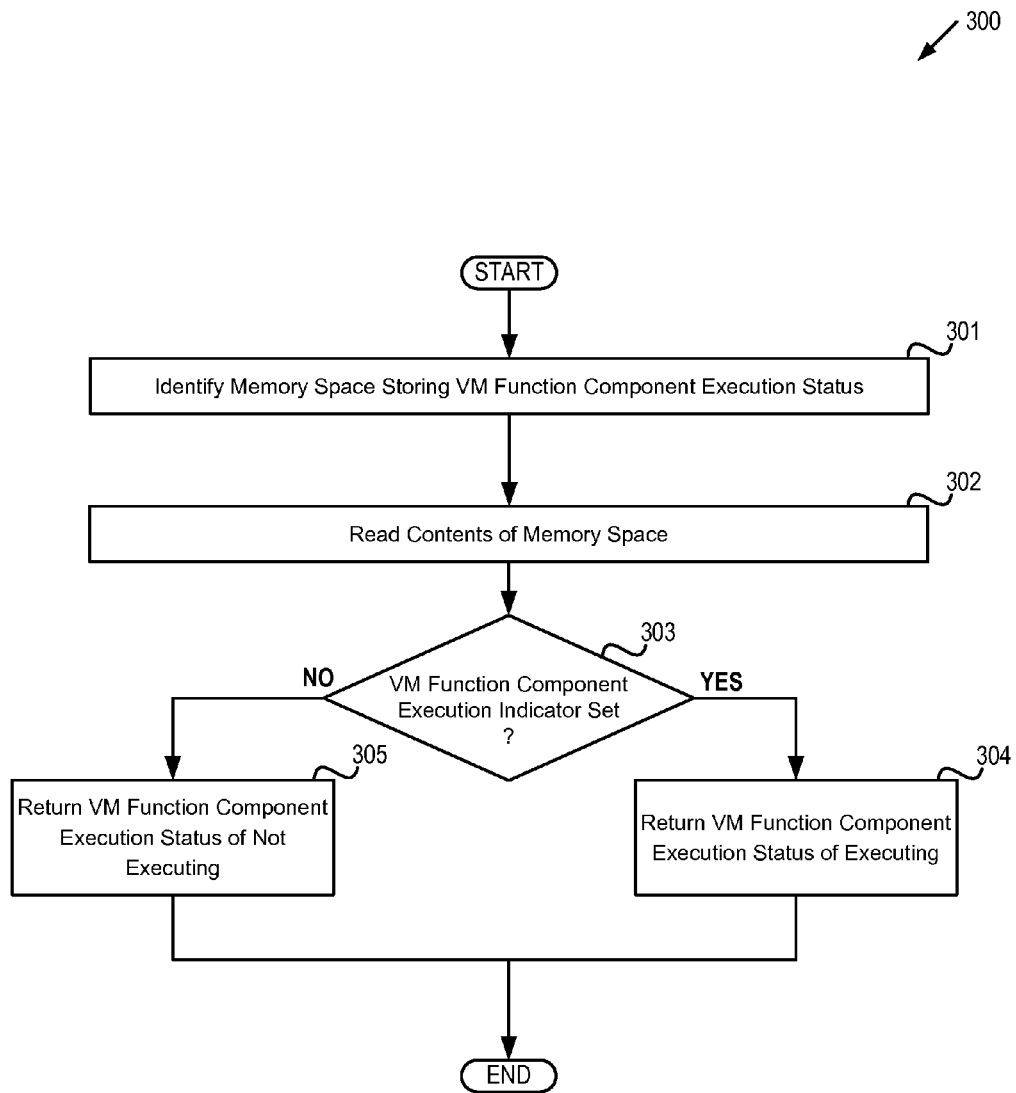 300
START
301
Identify Memory Space Storing VM Function Component Execution Status
302
Read Contents of Memory Space
303
NO
VM Function Component
Execution Indicator Set
?
YES
305
Return VM Function Component
Execution Status of Not
Executing
304
Return VM Function Component
Execution Status of Executing
END